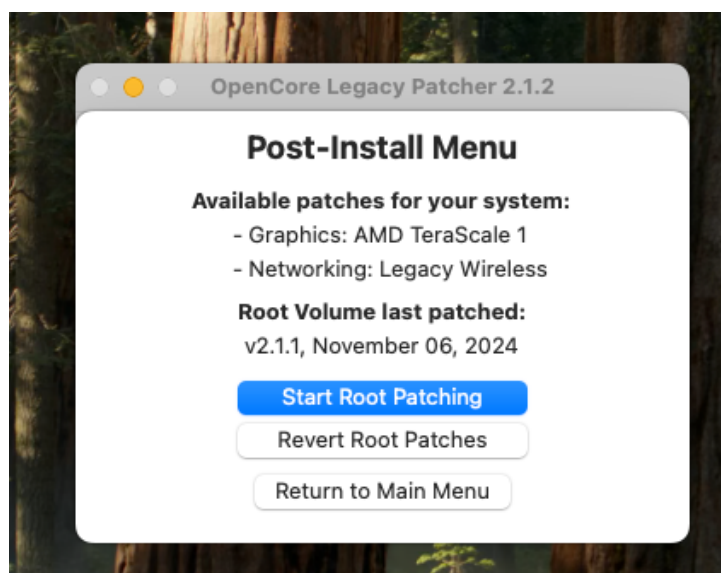 OpenCore Legacy Patcher 2.1.2
Post-Install Menu
Available patches for your system:
- Graphics: AMD TeraScale 1
- Networking: Legacy Wireless
Root Volume last patched:
v2.1.1, November 06, 2024
Start Root Patching
Revert Root Patches
Return to Main Menu